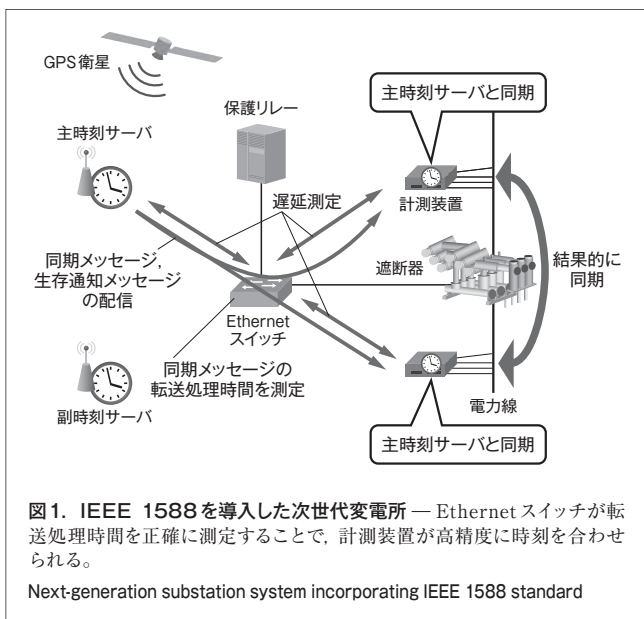 GPS衛星
主時刻サーバ
保護リレー
主時刻サーバと同期
遅延測定
計測装置
同期メッセージ,
生存通知メッセージ
の配信
遮断器
結果的に
同期
Ethernet
スイッチ
同期メッセージの
転送処理時間を測定
副時刻サーバ
電力線
主時刻サーバと同期
図1. IEEE 1588を導入した次世代変電所 — Ethernetスイッチが転
送処理時間を正確に測定することで, 計測装置が高精度に時刻を合わせ
られる。
Next-generation substation system incorporating IEEE 1588 standard